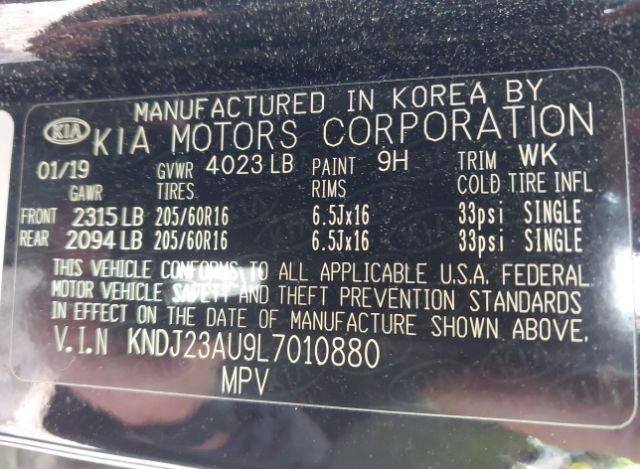 MANUFACTURED IN KOREA BY
KIA KIA MOTORS CORPORATION
01/19 GVWR 4023 LB PAINT 9H TRIM WK
GAWR TIRES RIMS COLD TIRE INFL
FRONT 2315 LB 205/60R16 6.5Jx16 33psi SINGLE
REAR 2094 LB 205/60R16 6.5Jx16 33psi SINGLE
THIS VEHICLE CONFORMS TO ALL APPLICABLE U.S.A. FEDERAL
MOTOR VEHICLE SAFETY AND THEFT PREVENTION STANDARDS
IN EFFECT ON THE DATE OF MANUFACTURE SHOWN ABOVE.
V.I.N KNDJ23AU9L7010880
MPV